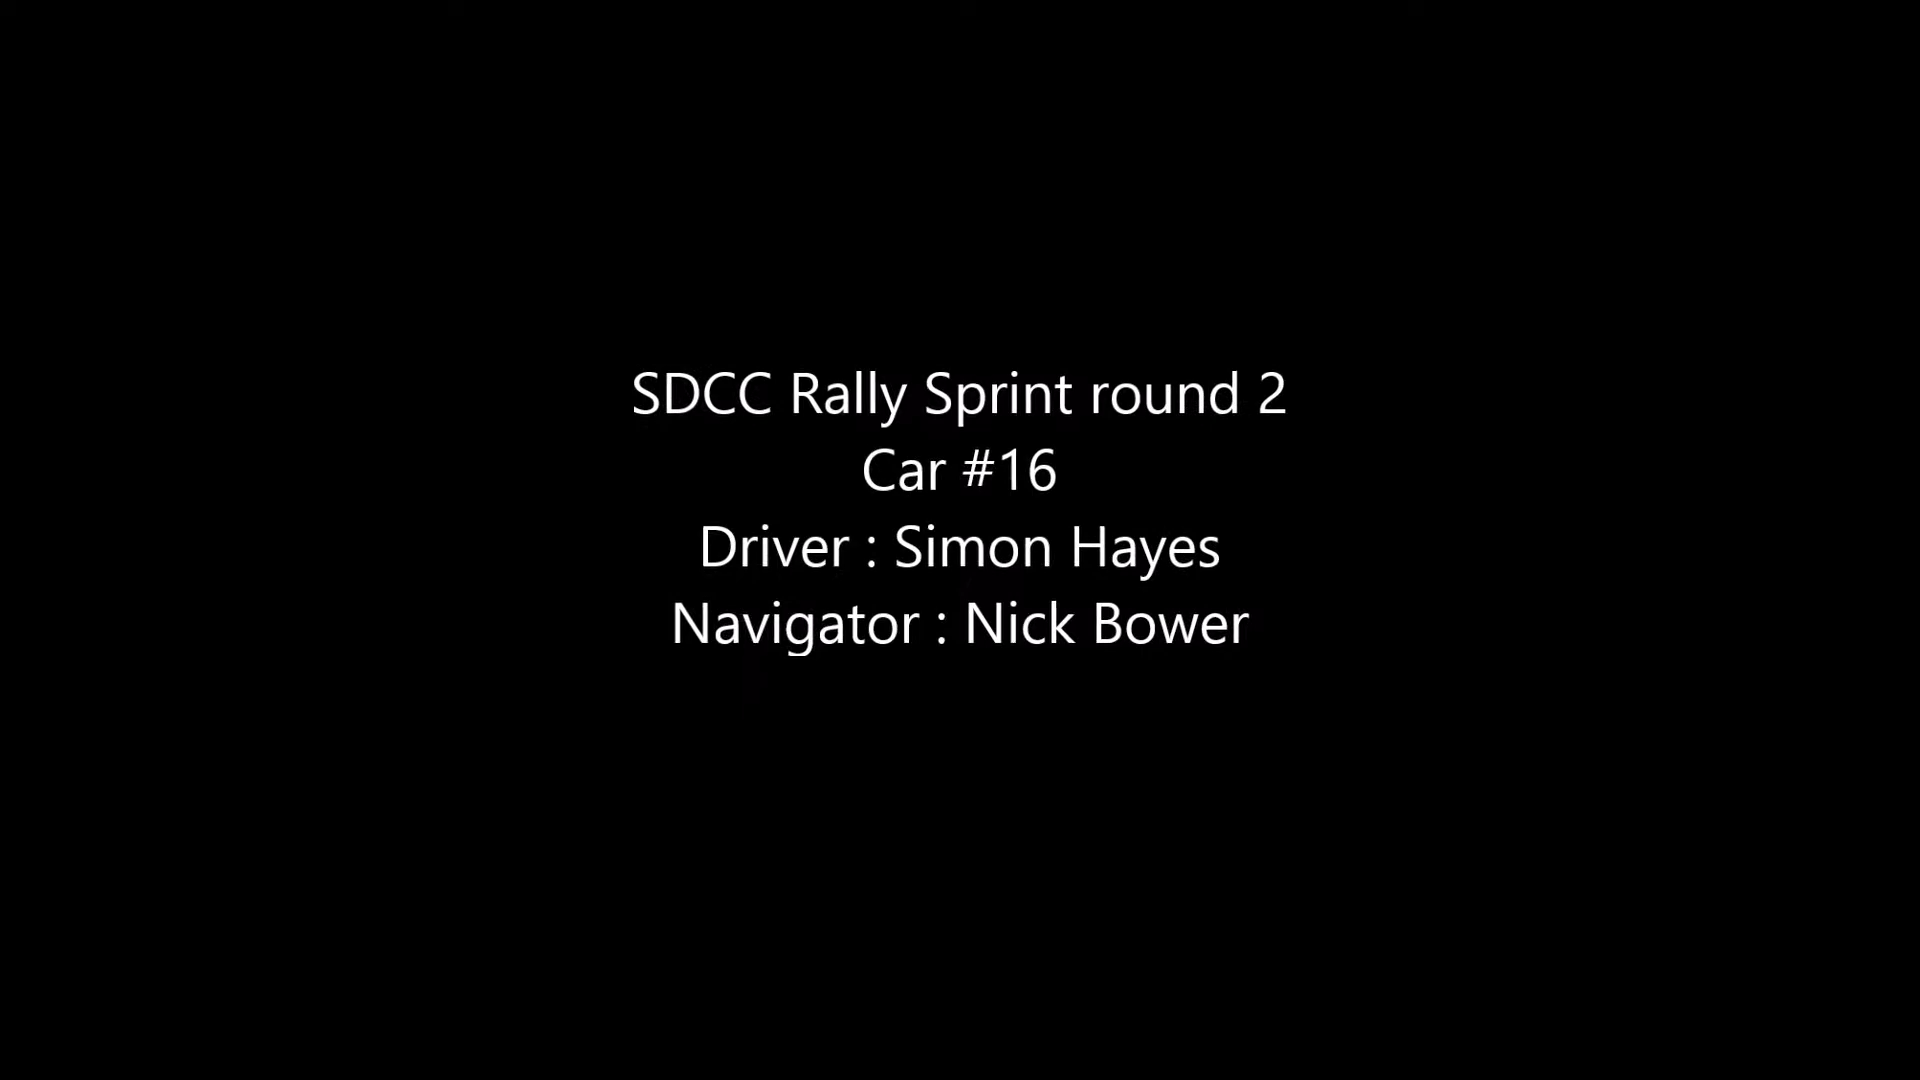 SDCC Rally Sprint round 2
Car #16
Driver : Simon Hayes
Navigator : Nick Bower